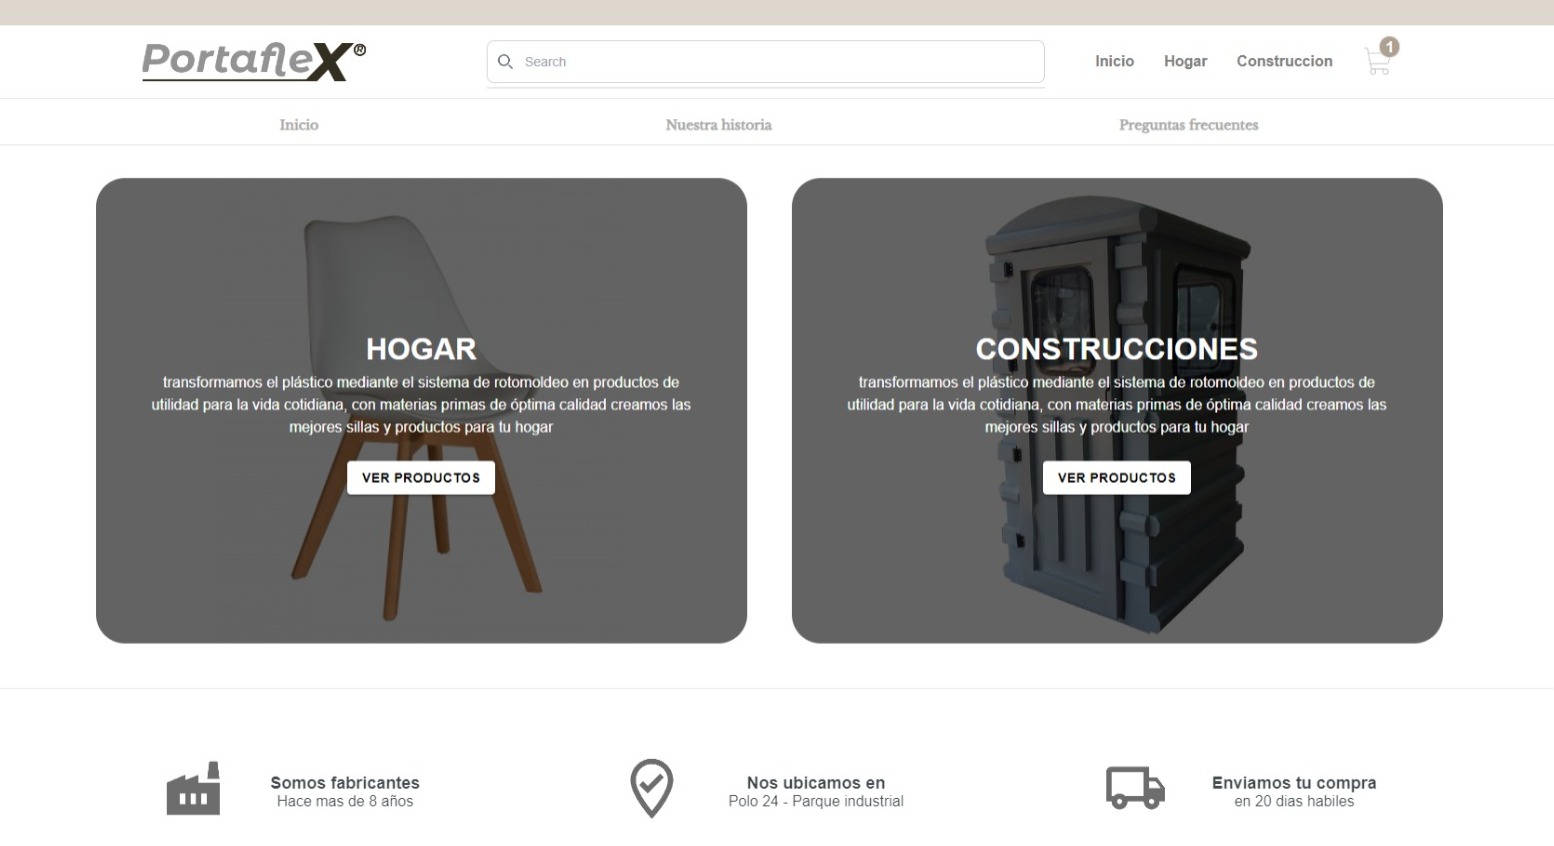 PortafleX®
Search
Inicio
Hogar
Construccion
1
Inicio
Nuestra historia
Preguntas frecuentes
HOGAR
transformamos el plástico mediante el sistema de rotomoldeo en productos de
utilidad para la vida cotidiana, con materias primas de óptima calidad creamos las
mejores sillas y productos para tu hogar
VER PRODUCTOS
CONSTRUCCIONES
transformamos el plástico mediante el sistema de rotomoldeo en productos de
utilidad para la vida cotidiana, con materias primas de óptima calidad creamos las
mejores sillas y productos para tu hogar
VER PRODUCTOS
Somos fabricantes
Hace mas de 8 años
Nos ubicamos en
Polo 24 - Parque industrial
Enviamos tu compra
en 20 dias habiles